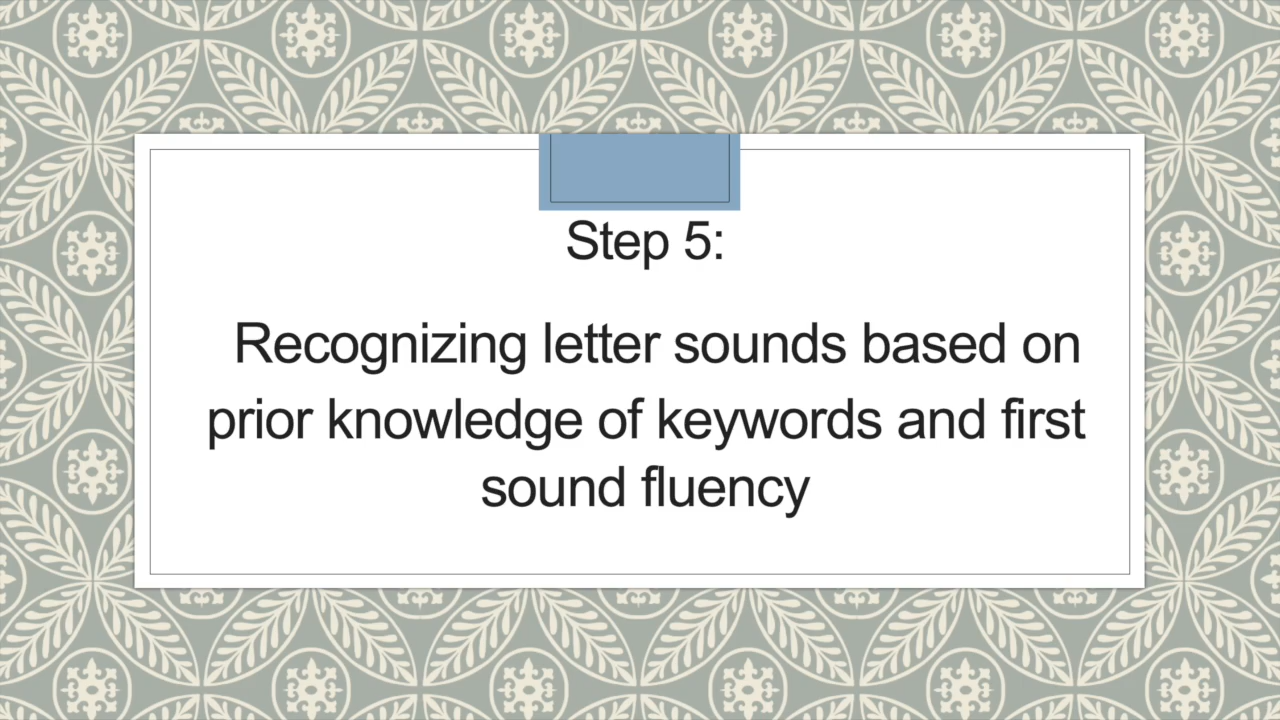 Step 5:
Recognizing letter sounds based on
prior knowledge of keywords and first
sound fluency